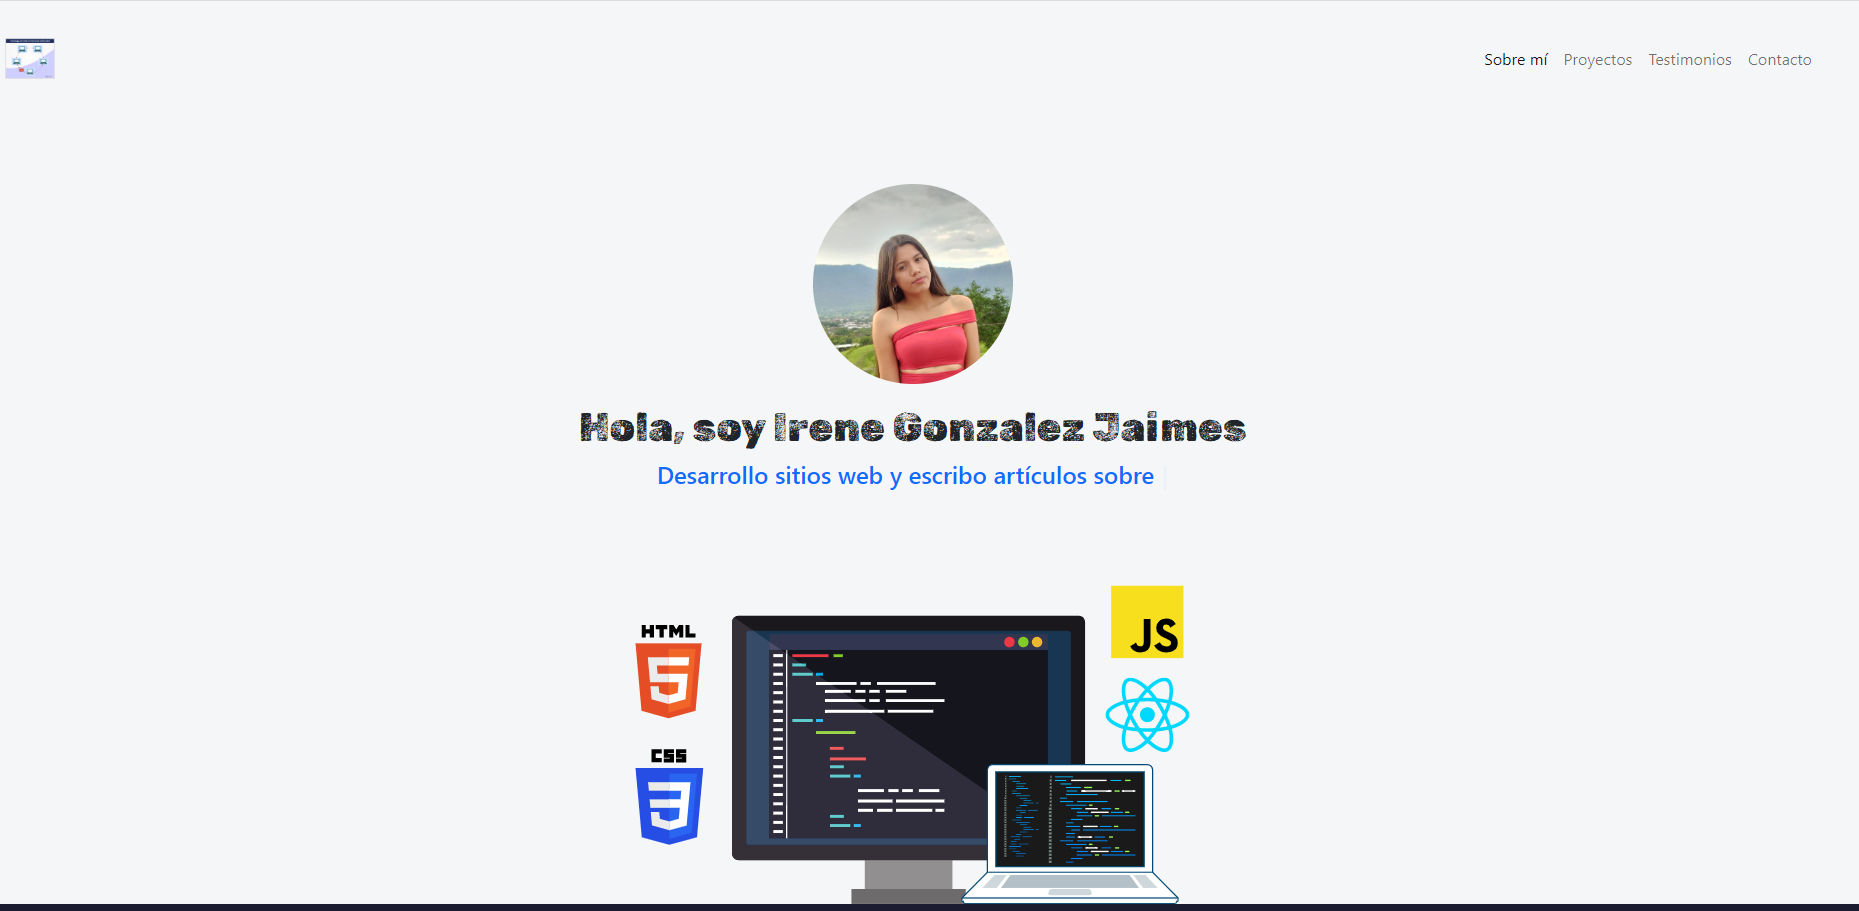 Sobre mí Proyectos Testimonios Contacto
Hola, soy Irene Gonzalez Jaimes
Desarrollo sitios web y escribo artículos sobre
JS
HTML
5
CSS
3